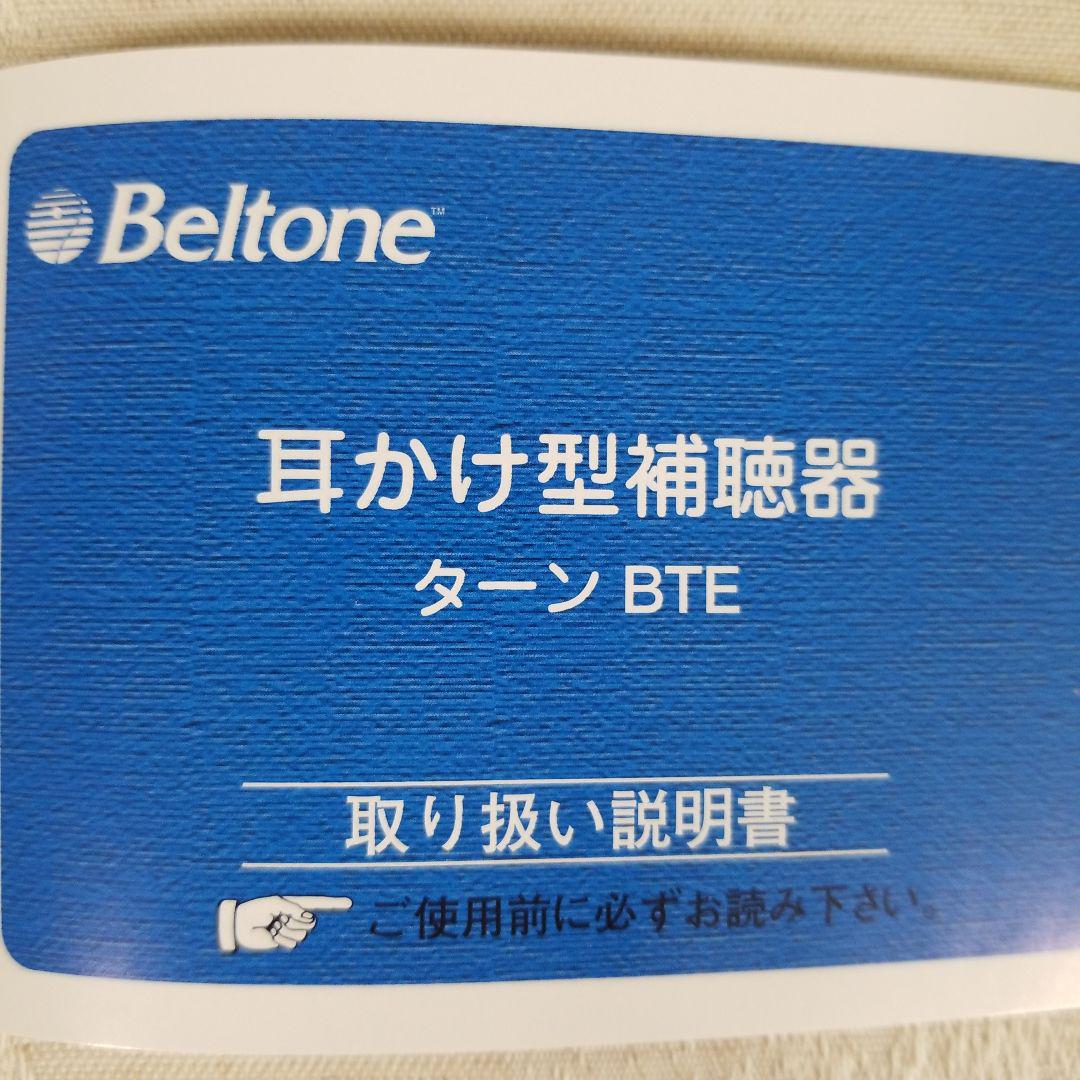 Beltone™
耳かけ型補聴器
ターン BTE
取り扱い説明書
ご使用前に必ずお読み下さい。